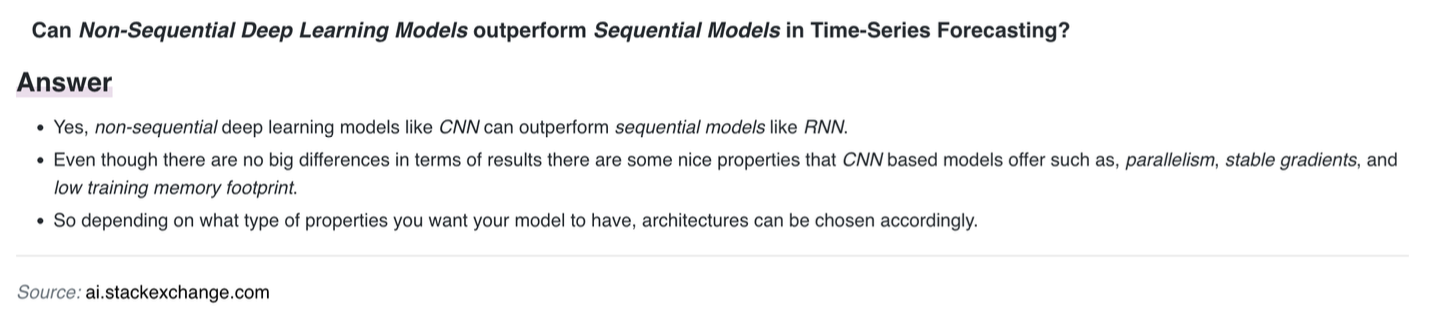 Can Non-Sequential Deep Learning Models outperform Sequential Models in Time-Series Forecasting?
Answer
• Yes, non-sequential deep learning models like CNN can outperform sequential models like RNN.
• Even though there are no big differences in terms of results there are some nice properties that CNN based models offer such as, parallelism, stable gradients, and
low training memory footprint.
• So depending on what type of properties you want your model to have, architectures can be chosen accordingly.
Source: ai.stackexchange.com